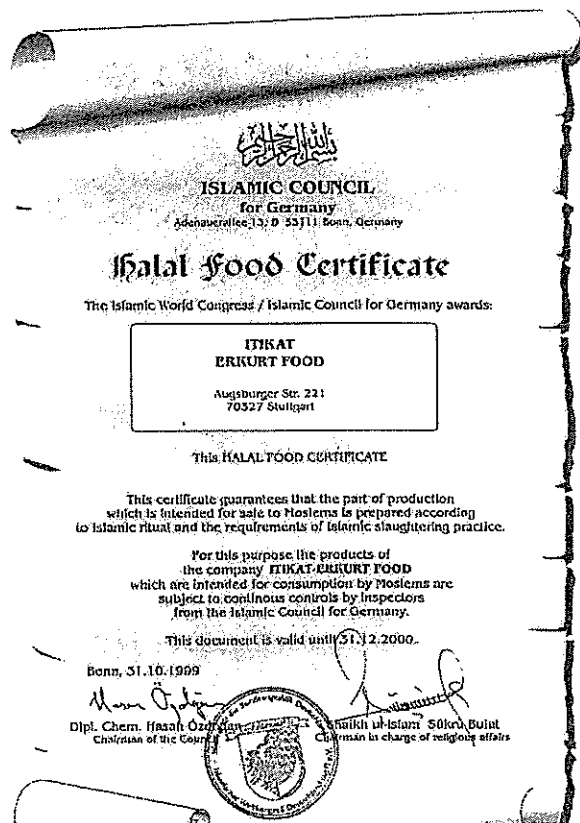 بسم الله الرحمن الرحيم
ISLAMIC COUNCIL
for Germany
Adenauerallee 13, D-53111 Bonn, Germany
Halal Food Certificate
The Islamic World Congress / Islamic Council for Germany awards:
ITIKAT
ERKURT FOOD
Augsburger Str. 221
70327 Stuttgart
This HALAL FOOD CERTIFICATE
This certificate guarantees that the part of production
which is intended for sale to Moslems is prepared according
to Islamic ritual and the requirements of Islamic slaughtering practice.
For this purpose the products of
the company ITIKAT-ERKURT FOOD
which are intended for consumption by Moslems are
subject to continous controls by Inspectors
from the Islamic Council for Germany.
This document is valid until 31.12.2000.
Bonn, 31.10.1999
Dipl. Chem. Hasan Özdoğan
Chairman of the Council
Shaikh ul-Islam Sükrü Bulut
Chairman in charge of religious affairs